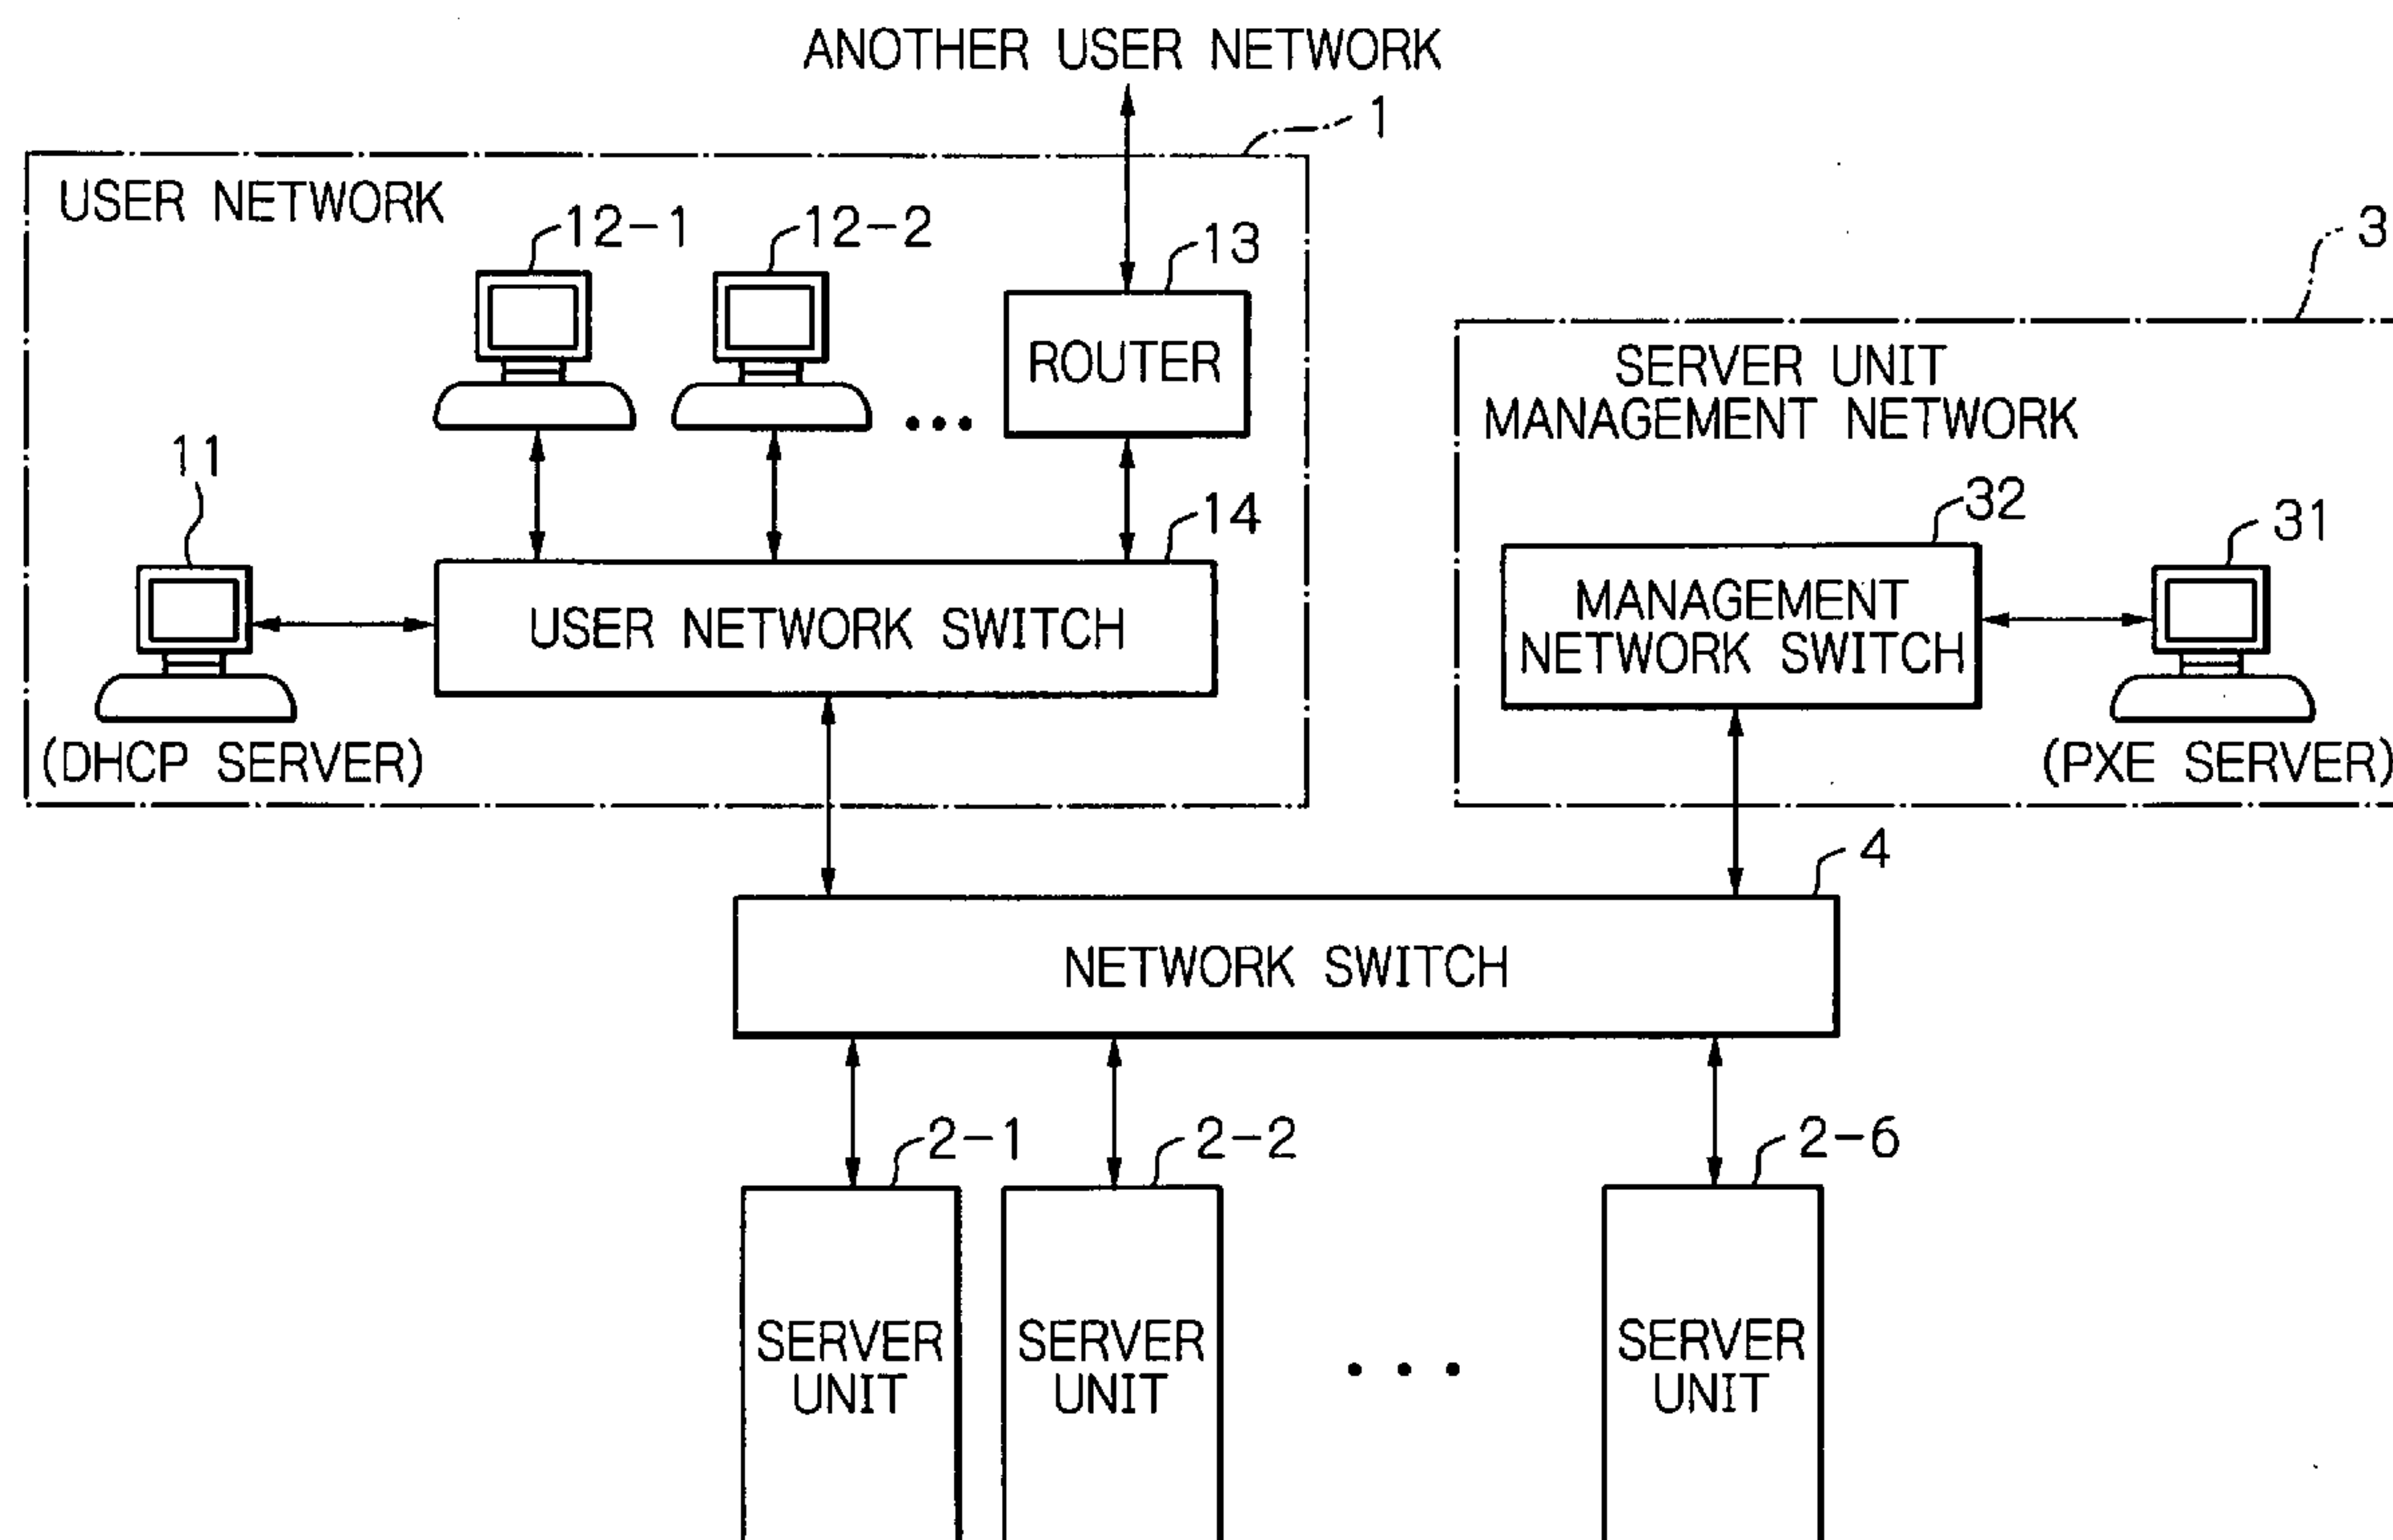 ANOTHER USER NETWORK
1
USER NETWORK
12-1
12-2
13
3
ROUTER
SERVER UNIT
MANAGEMENT NETWORK
11
14
32
31
USER NETWORK SWITCH
MANAGEMENT
NETWORK SWITCH
(DHCP SERVER)
(PXE SERVER)
4
NETWORK SWITCH
2-1
2-2
2-6
SERVER
UNIT
SERVER
UNIT
SERVER
UNIT